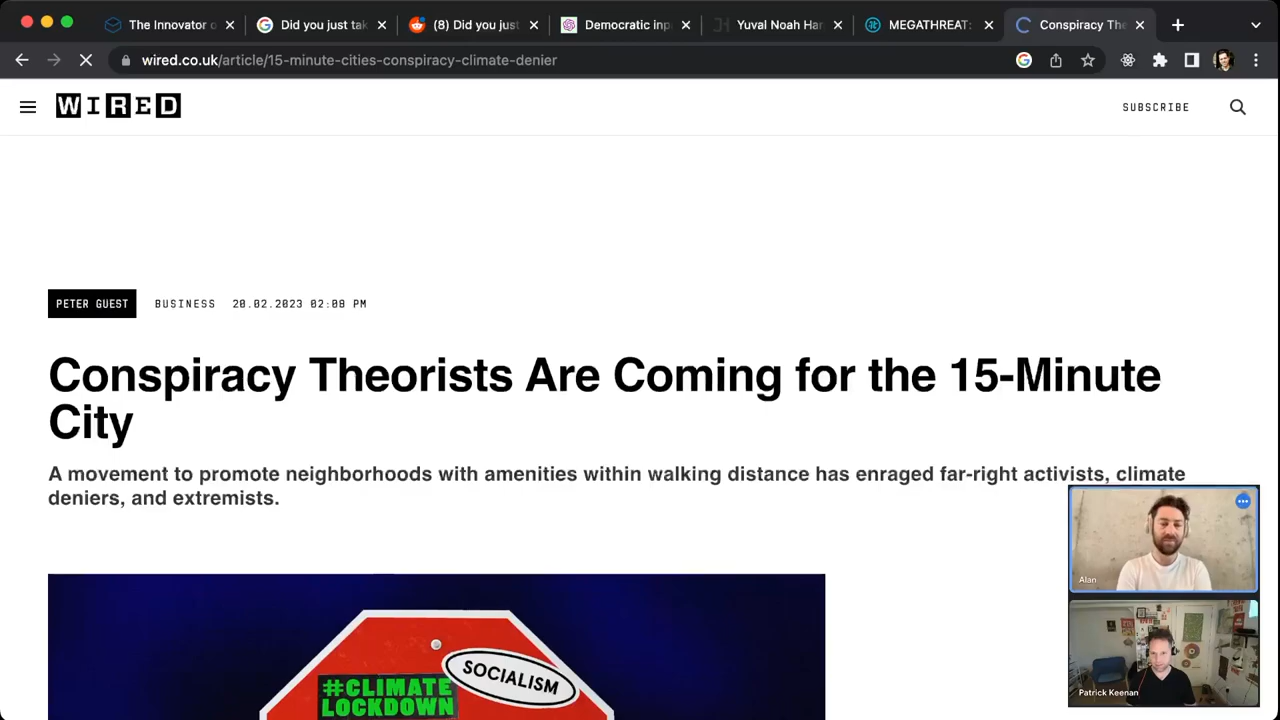 The Innovator o
Did you just tak
(8) Did you just
Democratic inp
Yuval Noah Har
MEGATHREAT:
Conspiracy The
wired.co.uk/article/15-minute-cities-conspiracy-climate-denier
WIRED
SUBSCRIBE
PETER GUEST
BUSINESS
20.02.2023 02:08 PM
Conspiracy Theorists Are Coming for the 15-Minute
City
A movement to promote neighborhoods with amenities within walking distance has enraged far-right activists, climate
deniers, and extremists.
SOCIALISM
#CLIMATE
LOCKDOWN
Alan
Patrick Keenan